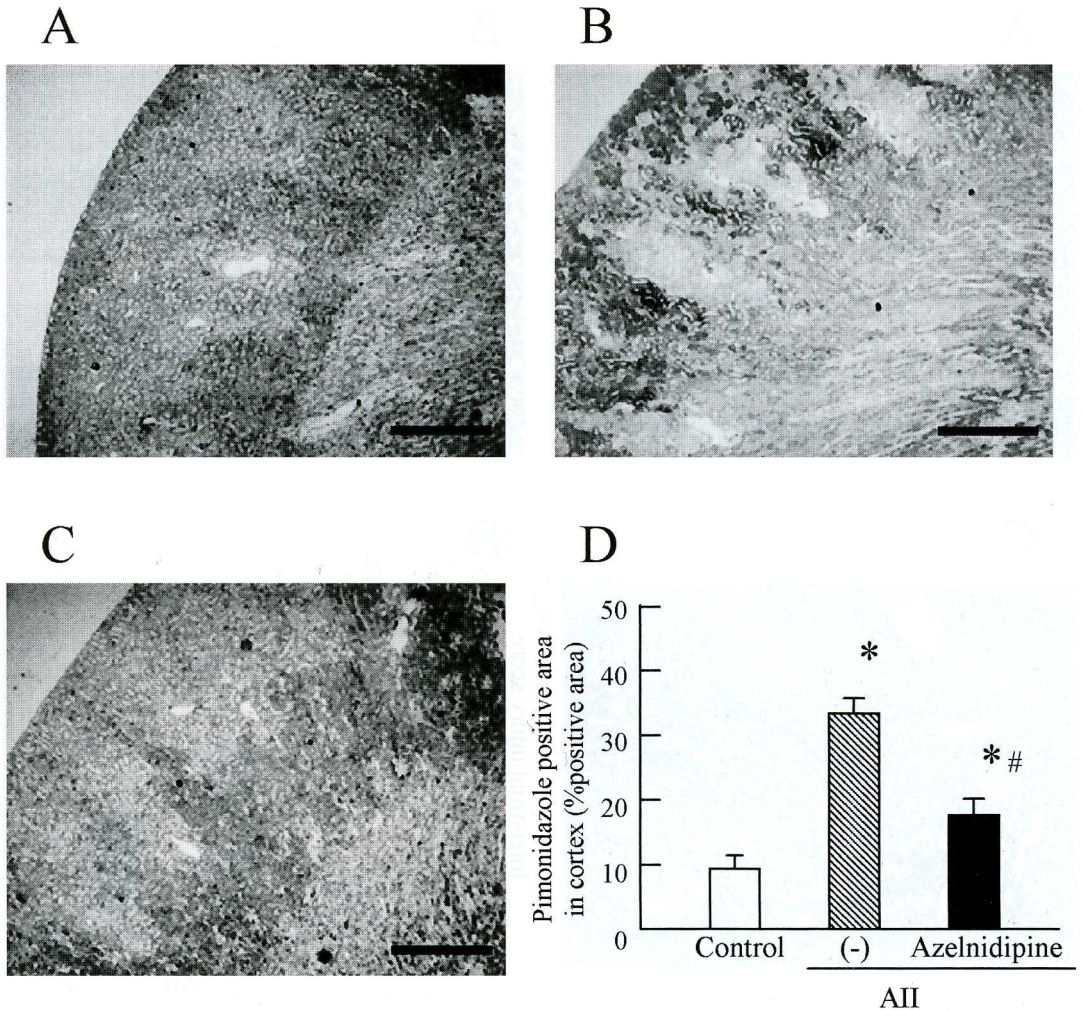 A
B
C
D
Pimonidazole positive area
in cortex (%positive area)
50
40
30
20
10
0
*
* #
Control
(-)
Azelnidipine
AII